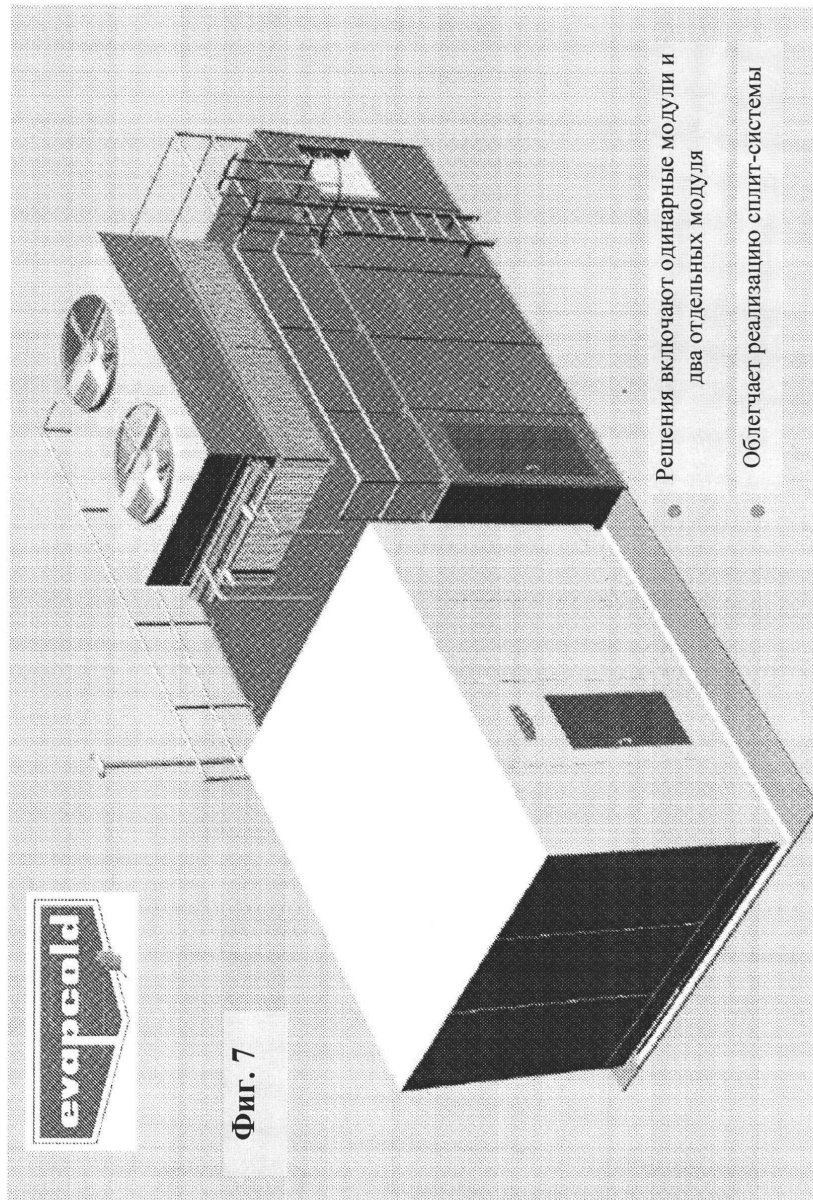 evapcold
Фиг. 7
Решения включают одинарные модули и
два отдельных модуля
Облегчает реализацию сплит-системы